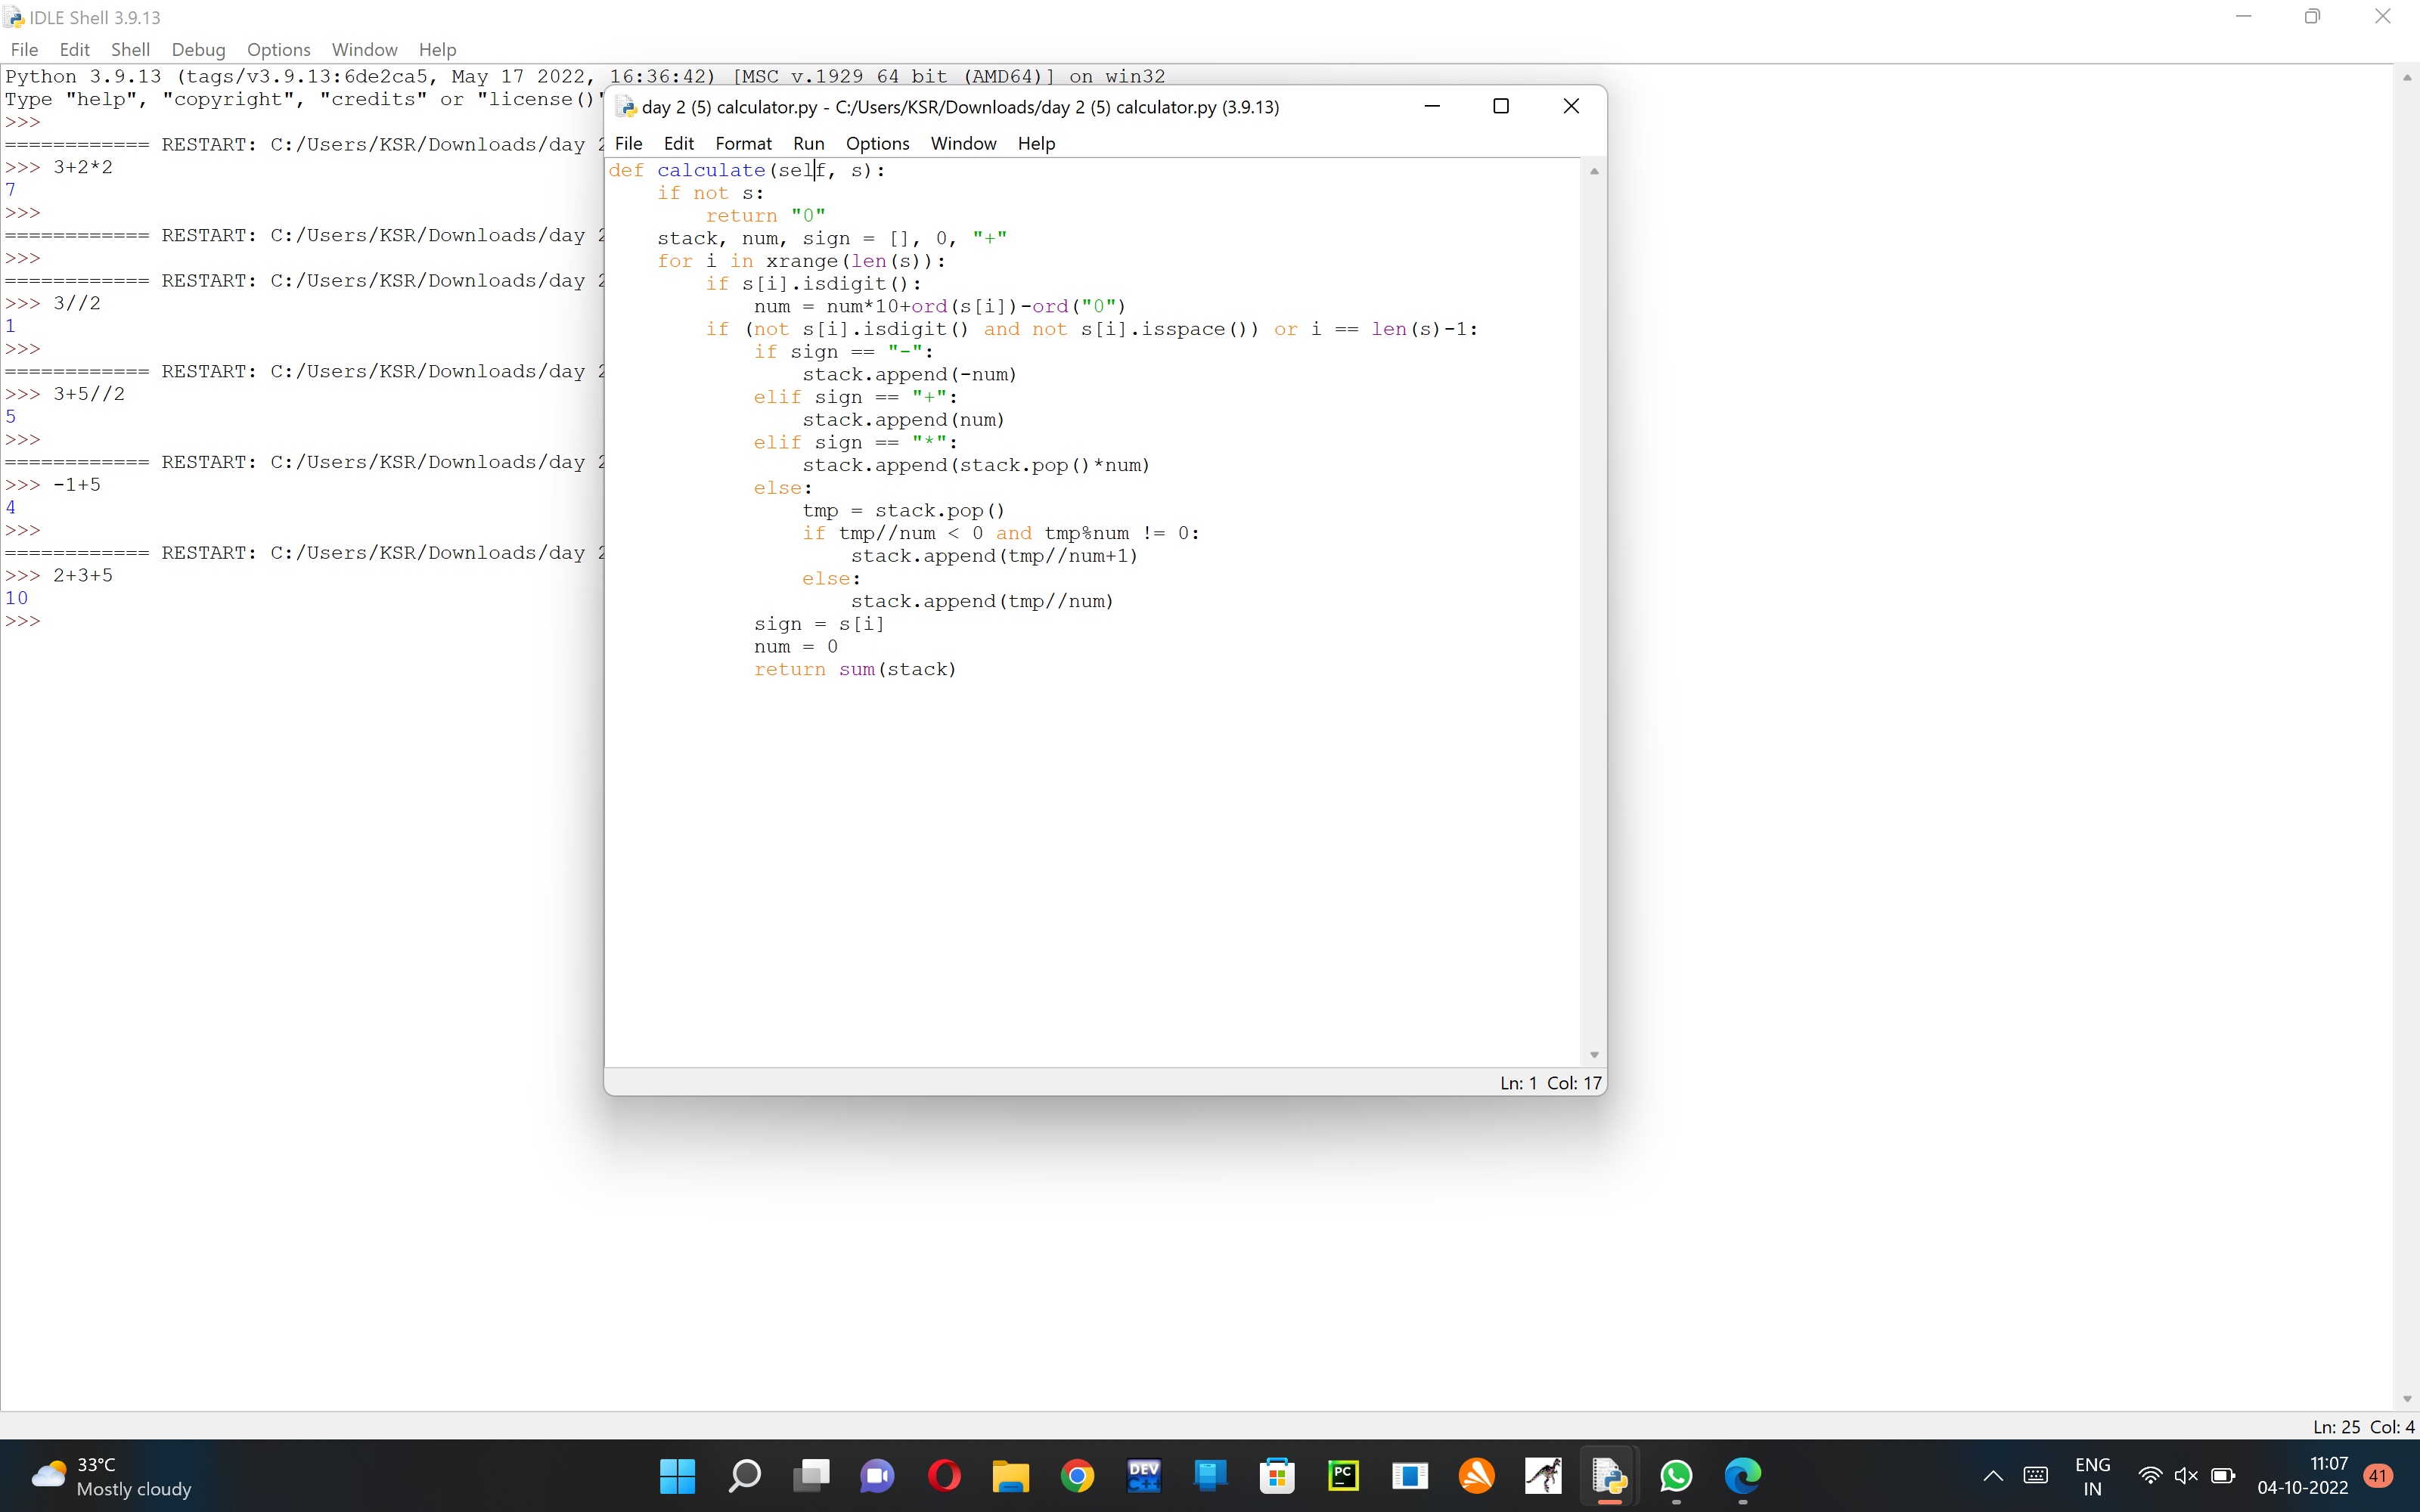 IDLE Shell 3.9.13
File Edit Shell Debug Options Window Help
Python 3.9.13 (tags/v3.9.13:6de2ca5, May 17 2022, 16:36:42) [MSC v.1929 64 bit (AMD64)] on win32
Type "help", "copyright", "credits" or "license()"
>>>
============ RESTART: C:/Users/KSR/Downloads/day 2
>>> 3+2*2
7
>>>
============ RESTART: C:/Users/KSR/Downloads/day 2
>>>
============ RESTART: C:/Users/KSR/Downloads/day 2
>>> 3//2
1
>>>
============ RESTART: C:/Users/KSR/Downloads/day 2
>>> 3+5//2
5
>>>
============ RESTART: C:/Users/KSR/Downloads/day 2
>>> -1+5
4
>>>
============ RESTART: C:/Users/KSR/Downloads/day 2
>>> 2+3+5
10
>>>
day 2 (5) calculator.py - C:/Users/KSR/Downloads/day 2 (5) calculator.py (3.9.13)
File Edit Format Run Options Window Help
def calculate(self, s):
    if not s:
        return "0"
    stack, num, sign = [], 0, "+"
    for i in xrange(len(s)):
        if s[i].isdigit():
            num = num*10+ord(s[i])-ord("0")
        if (not s[i].isdigit() and not s[i].isspace()) or i == len(s)-1:
            if sign == "-":
                stack.append(-num)
            elif sign == "+":
                stack.append(num)
            elif sign == "*":
                stack.append(stack.pop()*num)
            else:
                tmp = stack.pop()
                if tmp//num < 0 and tmp%num != 0:
                    stack.append(tmp//num+1)
                else:
                    stack.append(tmp//num)
            sign = s[i]
            num = 0
            return sum(stack)
Ln: 1 Col: 17
Ln: 25 Col: 4
33°C
Mostly cloudy
DEV
C++
PC
ENG
IN
11:07
04-10-2022
41